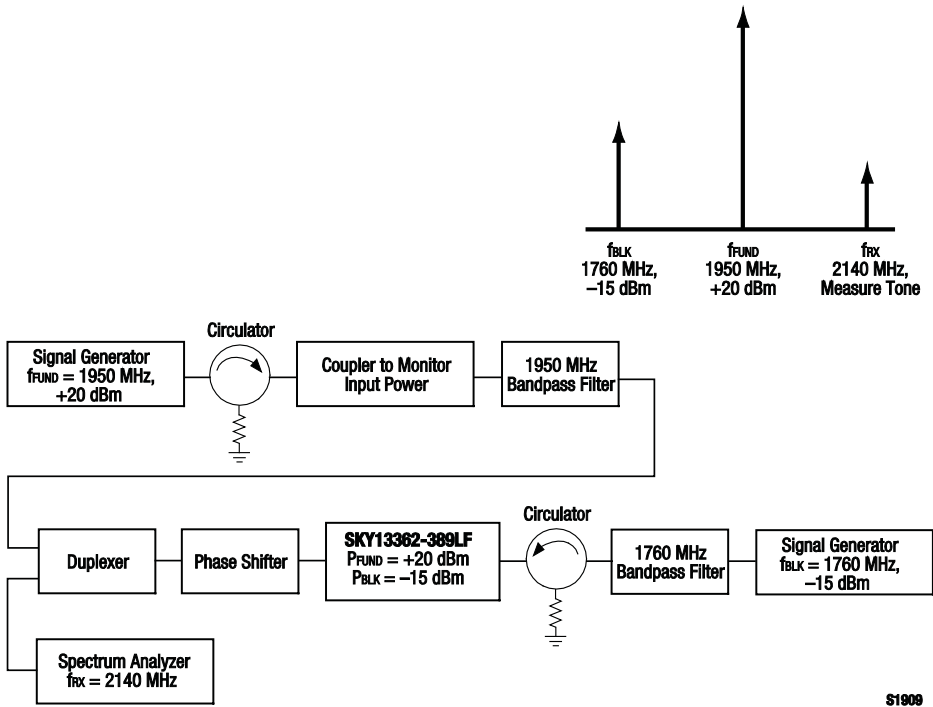 fBLK
1760 MHz,
–15 dBm
fFUND
1950 MHz,
+20 dBm
fRX
2140 MHz,
Measure Tone
Circulator
Signal Generator
fFUND = 1950 MHz,
+20 dBm
Coupler to Monitor
Input Power
1950 MHz
Bandpass Filter
Duplexer
Phase Shifter
SKY13362-389LF
PFUND = +20 dBm
PBLK = –15 dBm
Circulator
1760 MHz
Bandpass Filter
Signal Generator
fBLK = 1760 MHz,
–15 dBm
Spectrum Analyzer
fRX = 2140 MHz
S1909